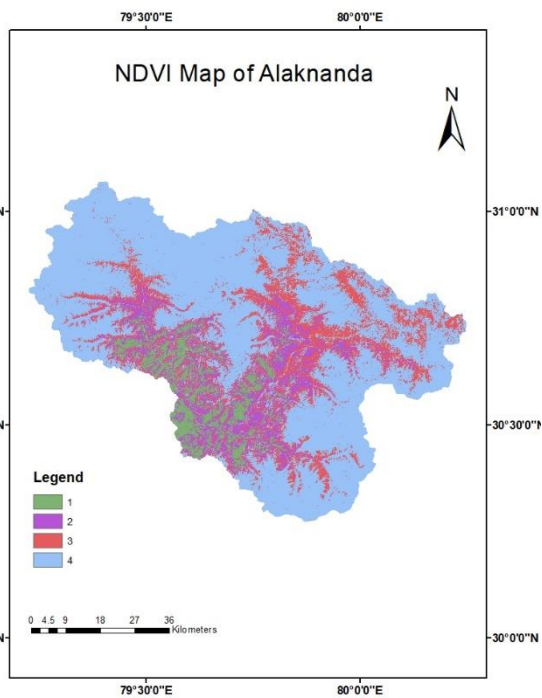 79°30'0"E 80°0'0"E
NDVI Map of Alaknanda
N
N 31°0'0"N
N 30°30'0"N
Legend
1
2
3
4
0 4.5 9 18 27 36
Kilometers
N 30°0'0"N
79°30'0"E 80°0'0"E